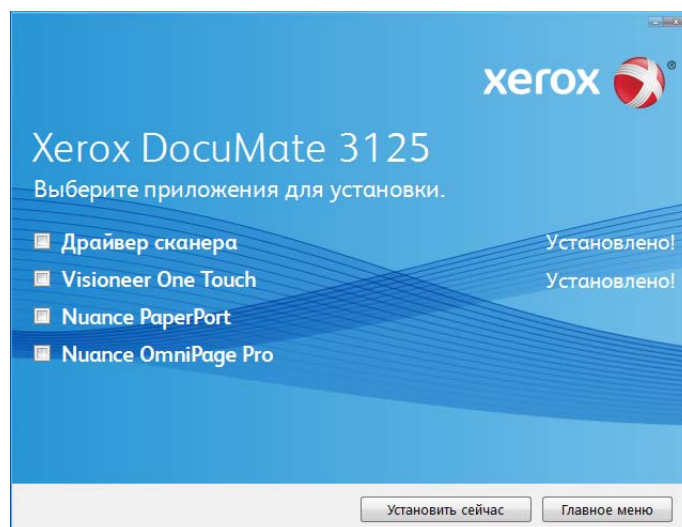 xerox ®
Xerox DocuMate 3125
Выберите приложения для установки.
Драйвер сканера Установлено!
Visioneer One Touch Установлено!
Nuance PaperPort
Nuance OmniPage Pro
Установить сейчас Главное меню